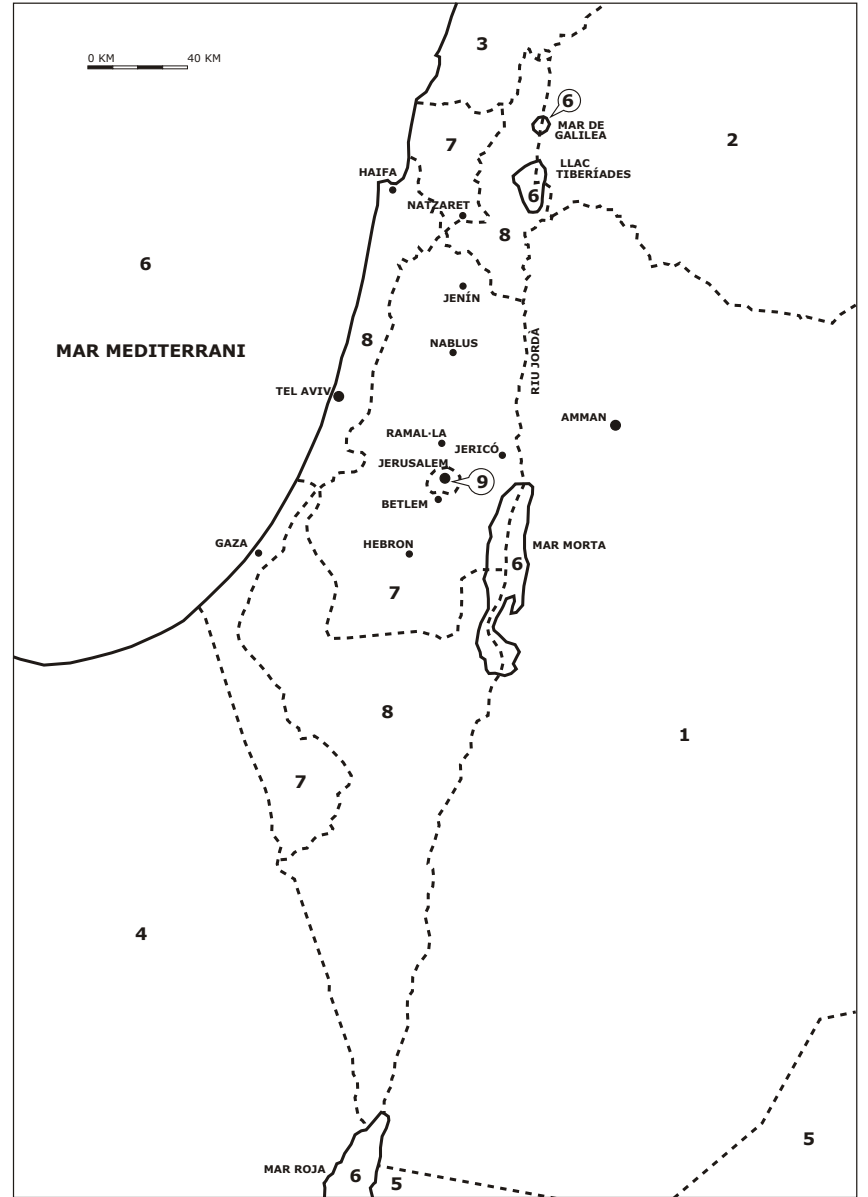 3
0 KM 40 KM
6
MAR DE
GALILEA
2
7
LLAC
TIBERÍADES
HAIFA
6
NATZARET
8
6
JENÍN
8
NABLUS
MAR MEDITERRANI
RIU JORDÀ
TEL AVIV
AMMAN
RAMAL·LA
JERICÓ
JERUSALEM
9
BETLEM
GAZA
HEBRON
MAR MORTA
6
7
8
1
7
4
5
MAR ROJA
6
5